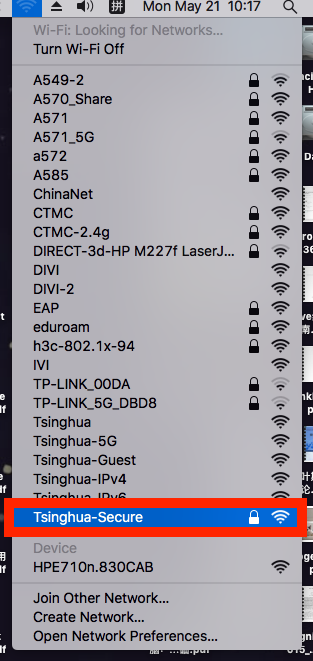 拼 Mon May 21 10:17
Wi-Fi: Looking for Networks...
Turn Wi-Fi Off
A549-2
A570_Share
A571
A571_5G
a572
A585
ChinaNet
CTMC
CTMC-2.4g
DIRECT-3d-HP M227f LaserJ...
DIVI
DIVI-2
EAP
eduroam
h3c-802.1x-94
IVI
TP-LINK_00DA
TP-LINK_5G_DBD8
Tsinghua
Tsinghua-5G
Tsinghua-Guest
Tsinghua-IPv4
Tsinghua-IPv6
Tsinghua-Secure
Device
HPE710n.830CAB
Join Other Network...
Create Network...
Open Network Preferences...